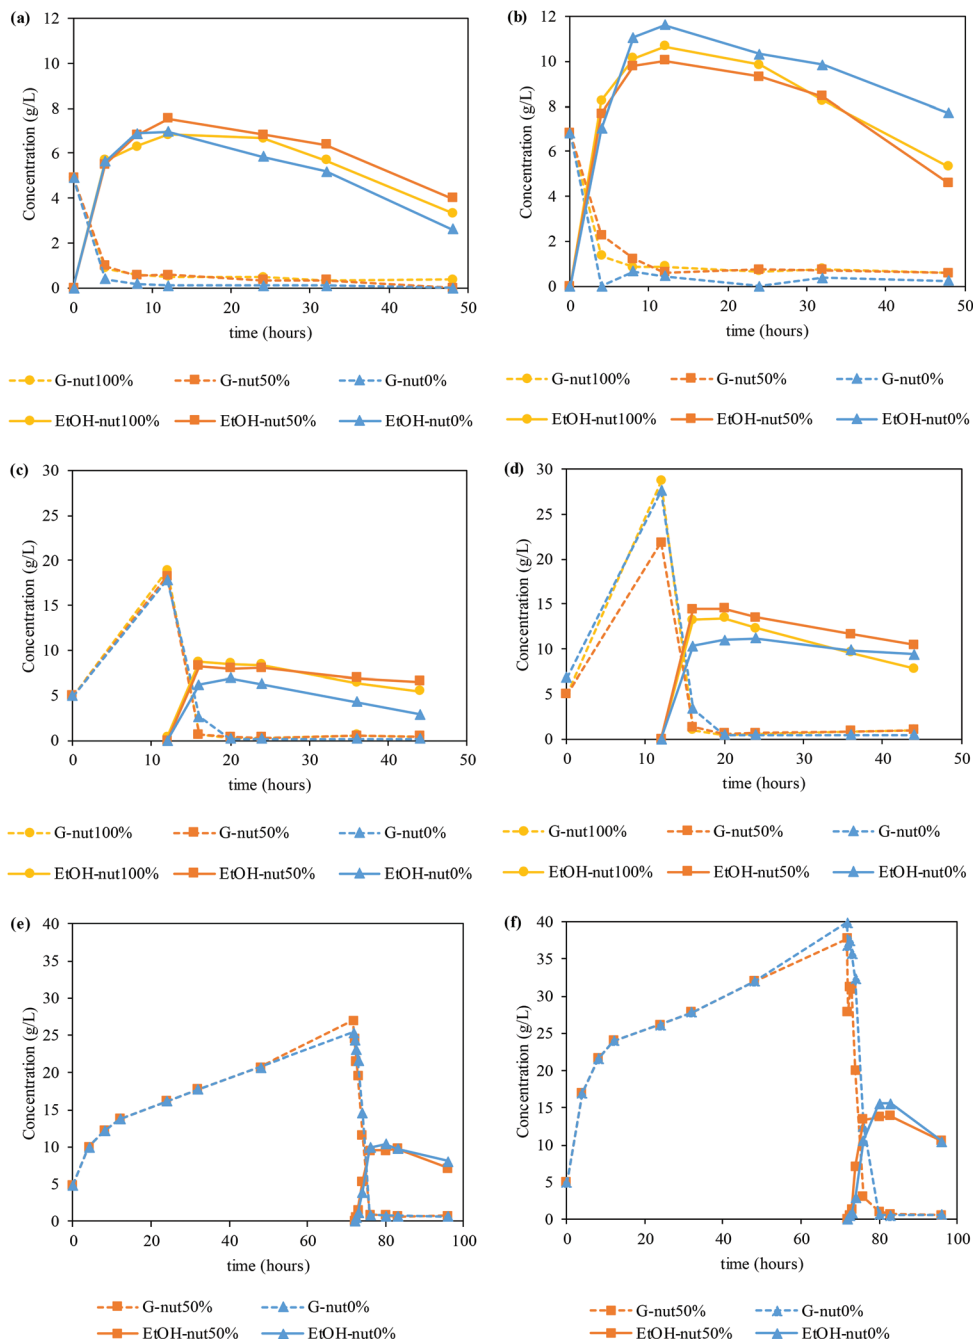 (a)
12
10
8
6
4
2
0
Concentration (g/L)
0 10 20 30 40 50
time (hours)
G-nut100% G-nut50% G-nut0%
EtOH-nut100% EtOH-nut50% EtOH-nut0%
(b)
12
10
8
6
4
2
0
Concentration (g/L)
0 10 20 30 40 50
time (hours)
G-nut100% G-nut50% G-nut0%
EtOH-nut100% EtOH-nut50% EtOH-nut0%
(c)
30
25
20
15
10
5
0
Concentration (g/L)
0 10 20 30 40 50
time (hours)
G-nut100% G-nut50% G-nut0%
EtOH-nut100% EtOH-nut50% EtOH-nut0%
(d)
30
25
20
15
10
5
0
Concentration (g/L)
0 10 20 30 40 50
time (hours)
G-nut100% G-nut50% G-nut0%
EtOH-nut100% EtOH-nut50% EtOH-nut0%
(e)
40
35
30
25
20
15
10
5
0
Concentration (g/L)
0 20 40 60 80 100
time (hours)
G-nut50% G-nut0%
EtOH-nut50% EtOH-nut0%
(f)
40
35
30
25
20
15
10
5
0
Concentration (g/L)
0 20 40 60 80 100
time (hours)
G-nut50% G-nut0%
EtOH-nut50% EtOH-nut0%